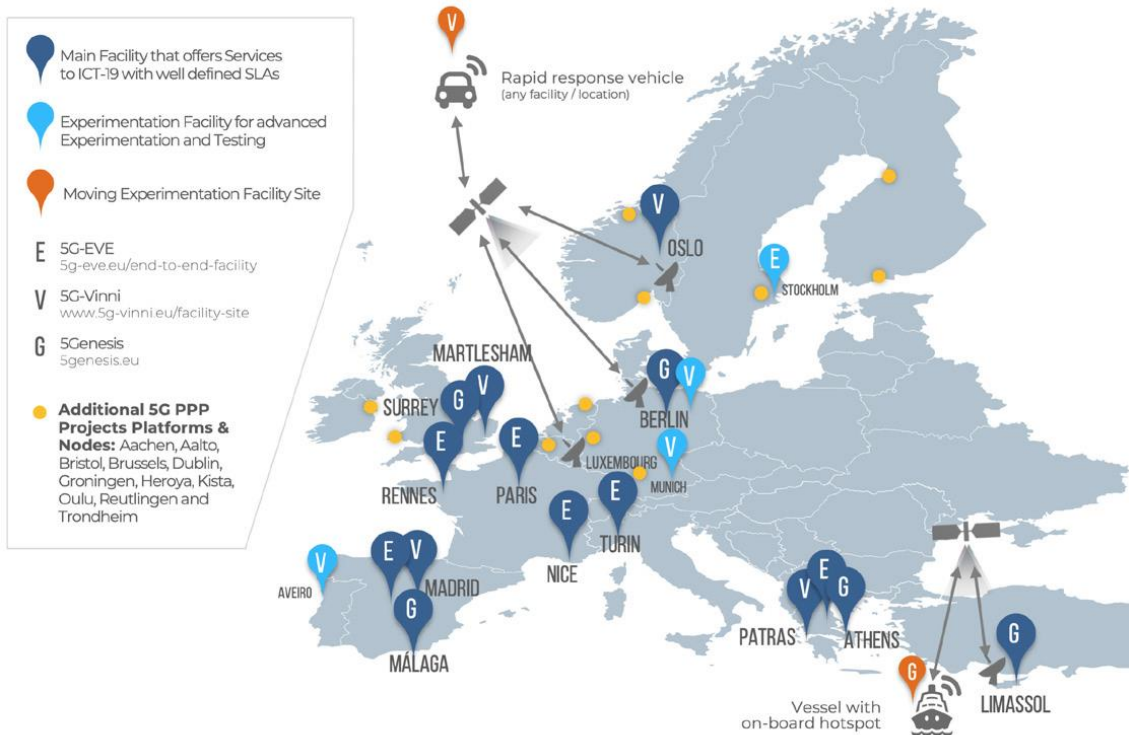 V
Main Facility that offers Services
to ICT-19 with well defined SLAs
Rapid response vehicle
(any facility / location)
Experimentation Facility for advanced
Experimentation and Testing
Moving Experimentation Facility Site
E 5G-EVE
5g-eve.eu/end-to-end-facility
V 5G-Vinni
www.5g-vinni.eu/facility-site
G 5Genesis
5genesis.eu
Additional 5G PPP
Projects Platforms &
Nodes: Aachen, Aalto,
Bristol, Brussels, Dublin,
Groningen, Heroya, Kista,
Oulu, Reutlingen and
Trondheim
V
OSLO
E
STOCKHOLM
MARTLESHAM
V
G
SURREY
G
V
BERLIN
E
RENNES
E
PARIS
LUXEMBOURG
V
MUNICH
E
TURIN
E
NICE
V
AVEIRO
E
V
MADRID
G
MÁLAGA
V
E
G
PATRAS
ATHENS
G
LIMASSOL
G
Vessel with
on-board hotspot